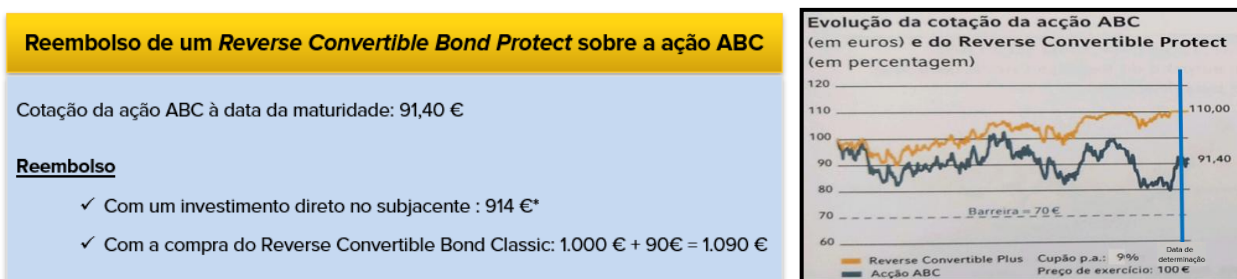 Reembolso de um Reverse Convertible Bond Protect sobre a ação ABC
Cotação da ação ABC à data da maturidade: 91,40 €
Reembolso
✓ Com um investimento direto no subjacente : 914 €*
✓ Com a compra do Reverse Convertible Bond Classic: 1.000 € + 90€ = 1.090 €
Evolução da cotação da acção ABC
(em euros) e do Reverse Convertible Protect
(em percentagem)
120
110
110,00
100
90
91,40
80
70
Barreira = 70 €
60
Data de
determinação
Reverse Convertible Plus
Cupão p.a.: 9%
Acção ABC
Preço de exercício: 100 €